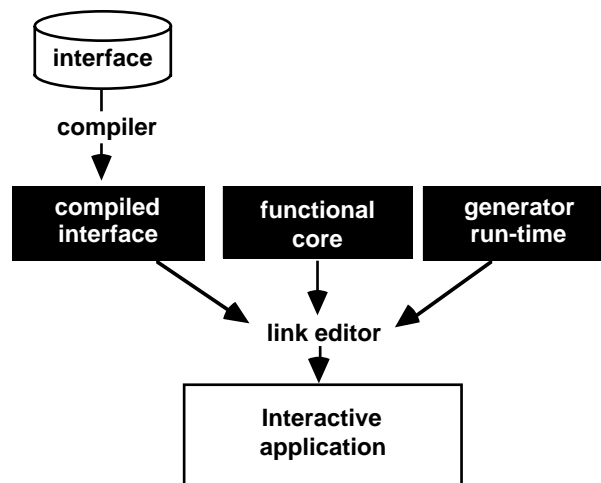 interface
compiler
compiled
interface
functional
core
generator
run-time
link editor
Interactive
application